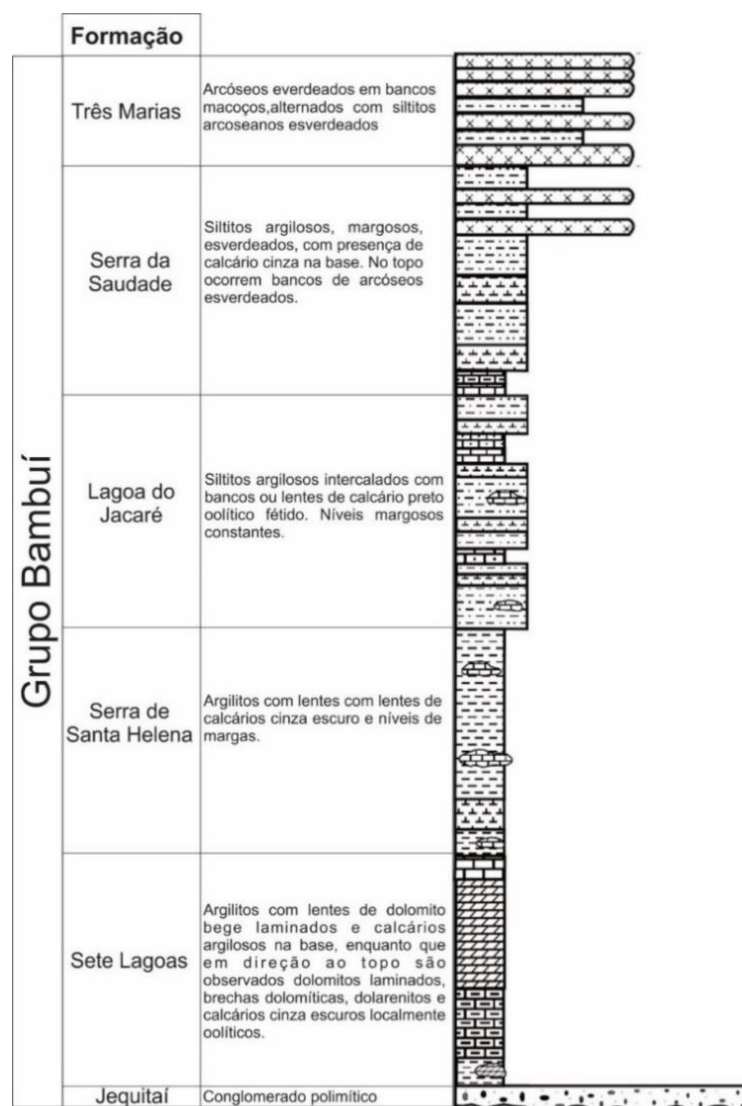 Formação
Grupo Bambuí
Três Marias
Arcóseos everdeados em bancos
macoços,alternados com siltitos
arcoseanos esverdeados
Serra da
Saudade
Siltitos argilosos, margosos,
esverdeados, com presença de
calcário cinza na base. No topo
ocorrem bancos de arcóseos
esverdeados.
Lagoa do
Jacaré
Siltitos argilosos intercalados com
bancos ou lentes de calcário preto
oolítico fétido. Níveis margosos
constantes.
Serra de
Santa Helena
Argilitos com lentes com lentes de
calcários cinza escuro e níveis de
margas.
Sete Lagoas
Argilitos com lentes de dolomito
bege laminados e calcários
argilosos na base, enquanto que
em direção ao topo são
observados dolomitos laminados,
brechas dolomíticas, dolarenitos e
calcários cinza escuros localmente
oolíticos.
Jequitaí
Conglomerado polimítico